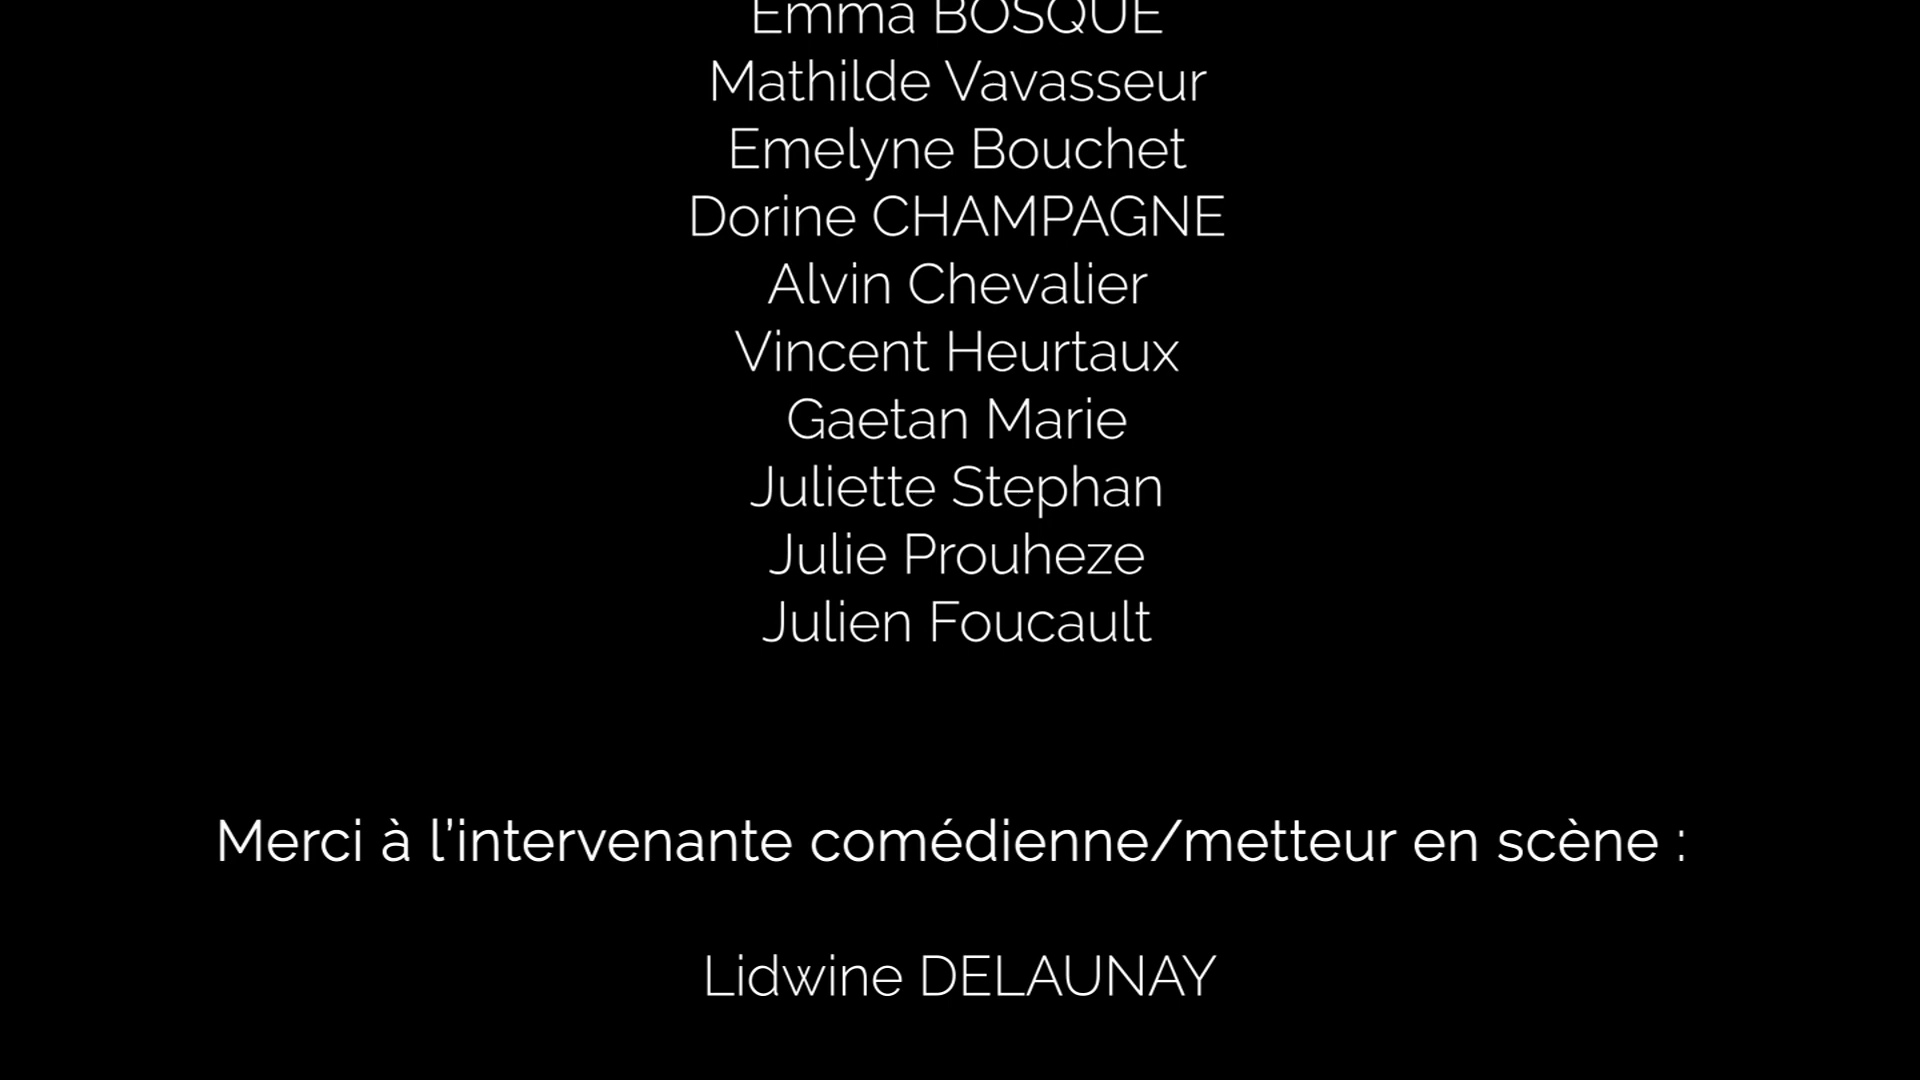 Emma BOSQUE
Mathilde Vavasseur
Emelyne Bouchet
Dorine CHAMPAGNE
Alvin Chevalier
Vincent Heurtaux
Gaetan Marie
Juliette Stephan
Julie Prouheze
Julien Foucault
Merci à l’intervenante comédienne/metteur en scène :
Lidwine DELAUNAY